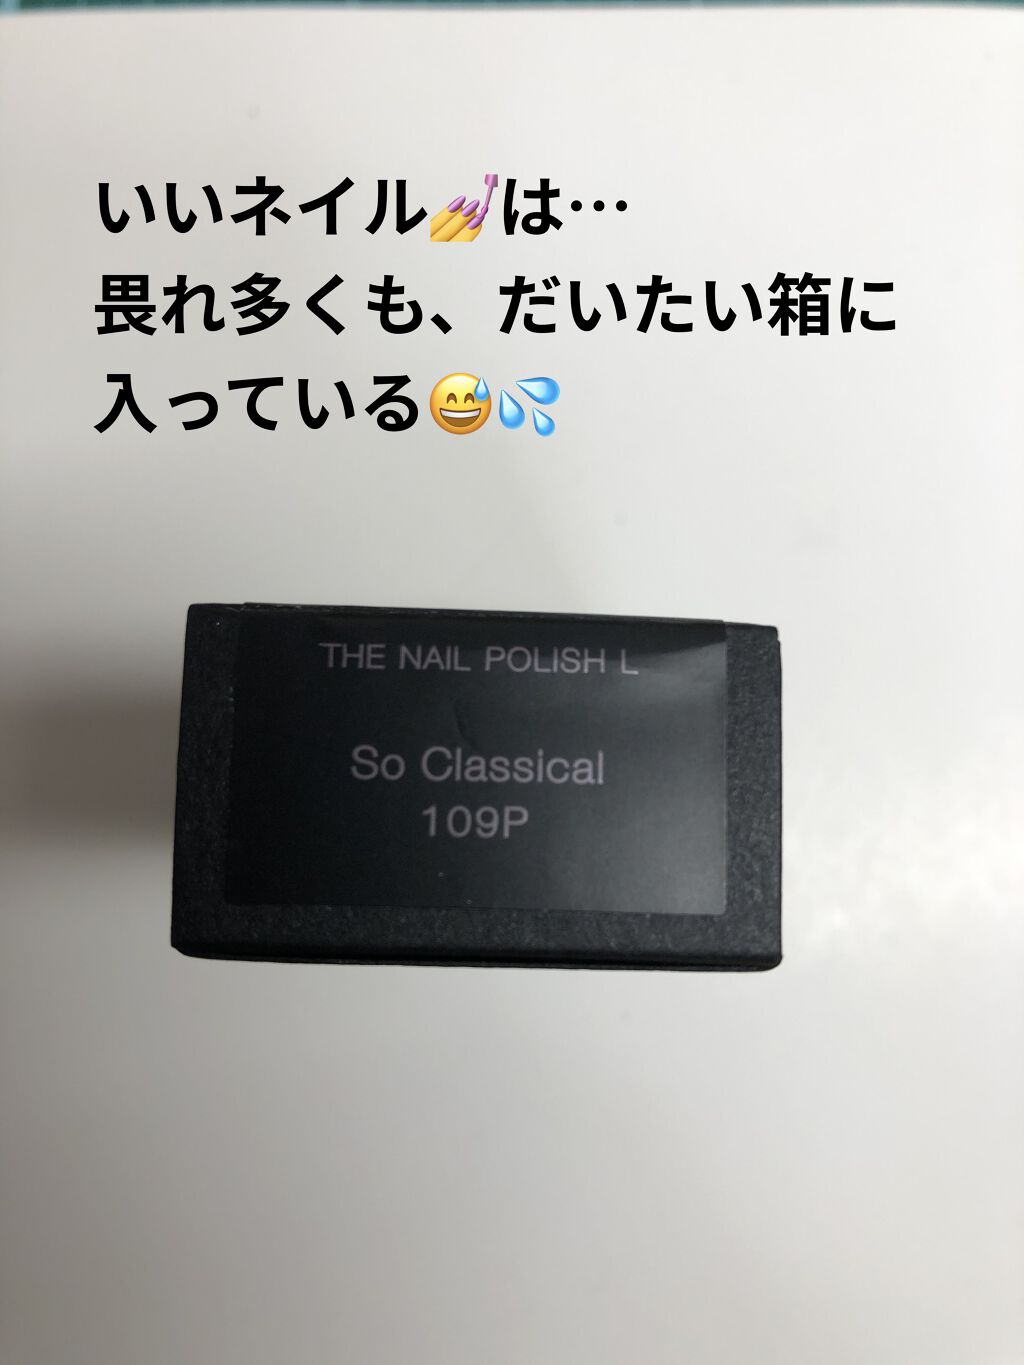 いいネイル💅は…
畏れ多くも、だいたい箱に
入っている😅💦
THE NAIL POLISH L
So Classical
109P